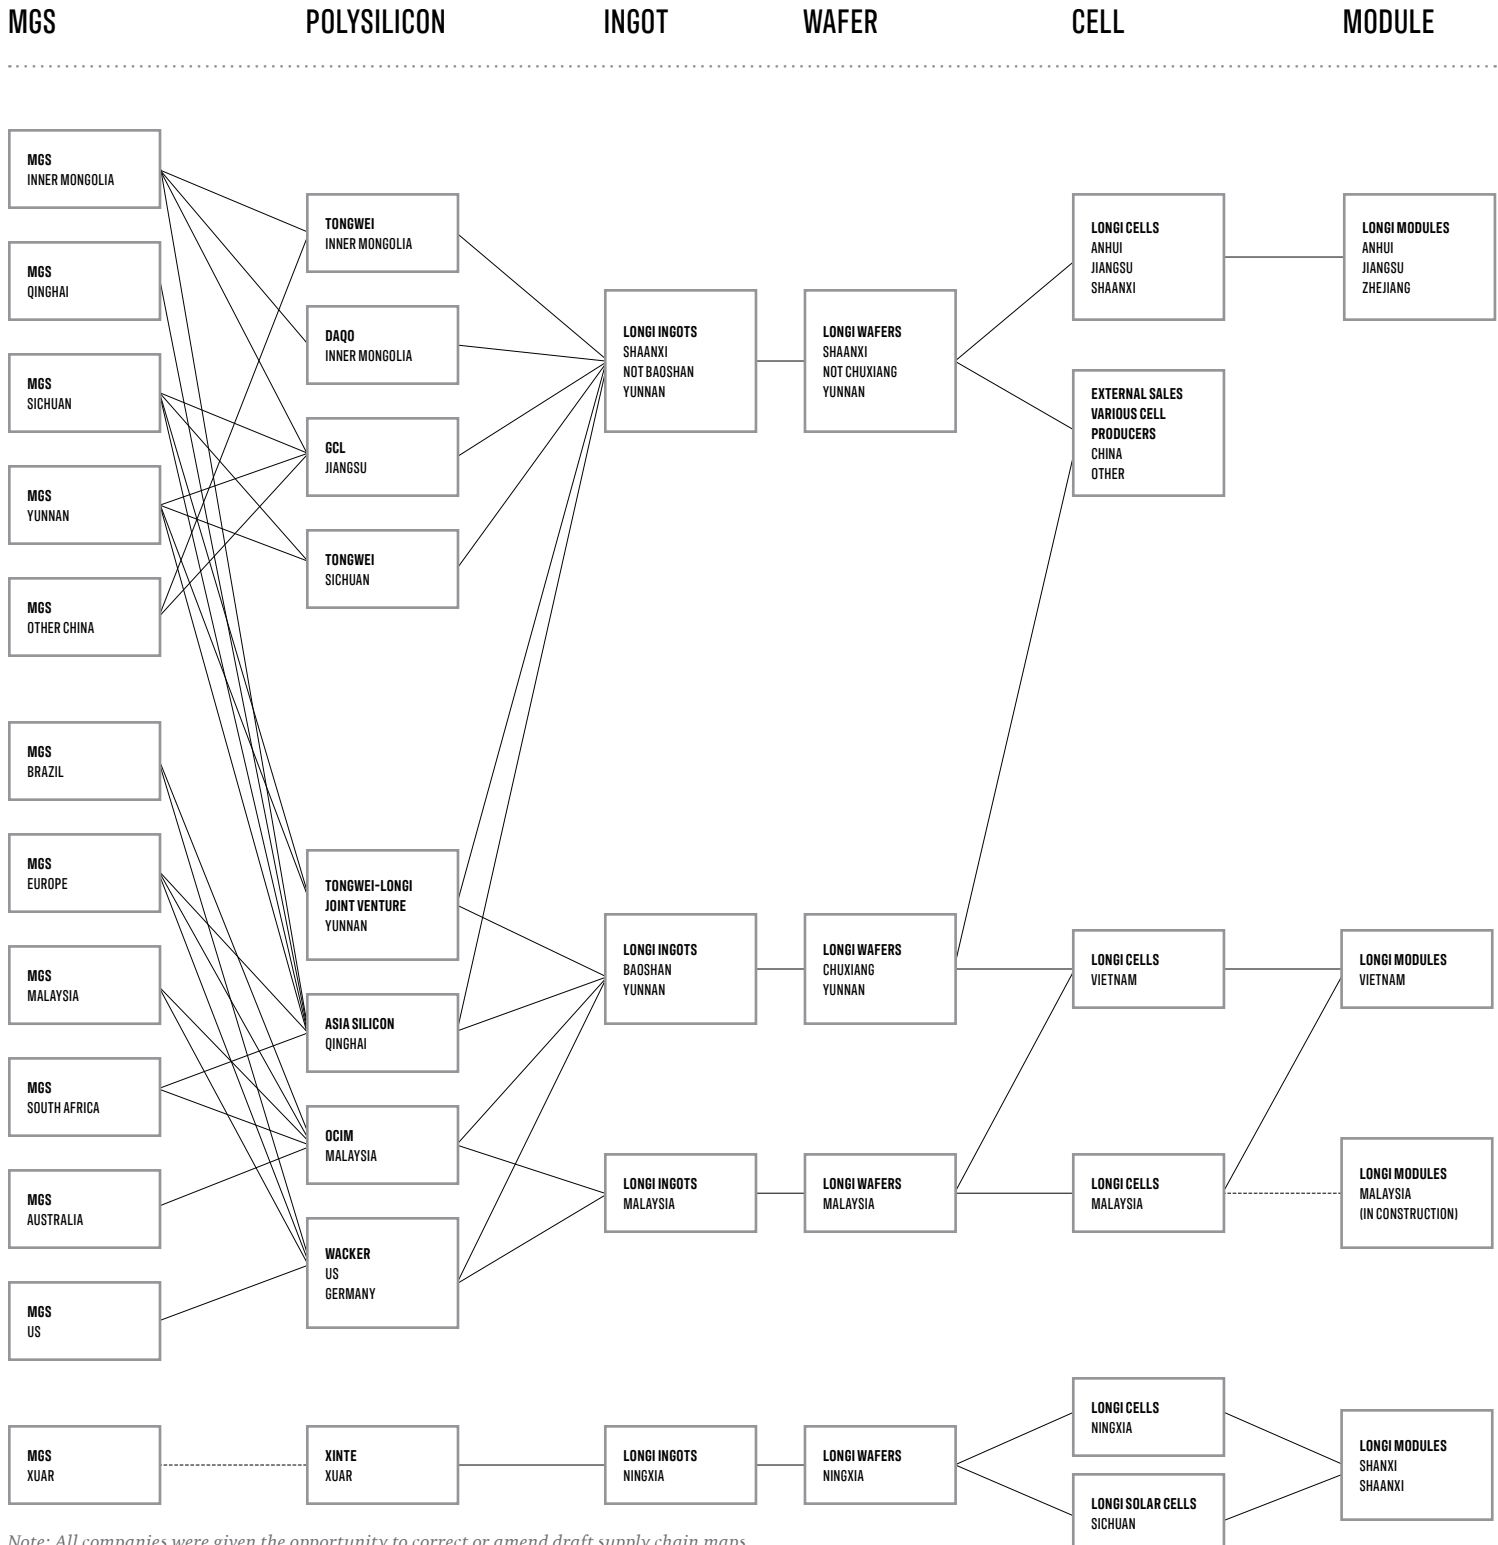 MGS
POLYSILICON
INGOT
WAFER
CELL
MODULE
MGS
INNER MONGOLIA
MGS
QINGHAI
MGS
SICHUAN
MGS
YUNNAN
MGS
OTHER CHINA
MGS
BRAZIL
MGS
EUROPE
MGS
MALAYSIA
MGS
SOUTH AFRICA
MGS
AUSTRALIA
MGS
US
MGS
XUAR
TONGWEI
INNER MONGOLIA
DAQO
INNER MONGOLIA
GCL
JIANGSU
TONGWEI
SICHUAN
TONGWEI-LONGI
JOINT VENTURE
YUNNAN
ASIA SILICON
QINGHAI
OCIM
MALAYSIA
WACKER
US
GERMANY
XINTE
XUAR
LONGI INGOTS
SHAANXI
NOT BAOSHAN
YUNNAN
LONGI INGOTS
BAOSHAN
YUNNAN
LONGI INGOTS
MALAYSIA
LONGI INGOTS
NINGXIA
LONGI WAFERS
SHAANXI
NOT CHUXIANG
YUNNAN
LONGI WAFERS
CHUXIANG
YUNNAN
LONGI WAFERS
MALAYSIA
LONGI WAFERS
NINGXIA
LONGI CELLS
ANHUI
JIANGSU
SHAANXI
EXTERNAL SALES
VARIOUS CELL
PRODUCERS
CHINA
OTHER
LONGI CELLS
VIETNAM
LONGI CELLS
MALAYSIA
LONGI CELLS
NINGXIA
LONGI SOLAR CELLS
SICHUAN
LONGI MODULES
ANHUI
JIANGSU
ZHEJIANG
LONGI MODULES
VIETNAM
LONGI MODULES
MALAYSIA
(IN CONSTRUCTION)
LONGI MODULES
SHANXI
SHAANXI
Note: All companies were given the opportunity to correct or amend draft supply chain maps.